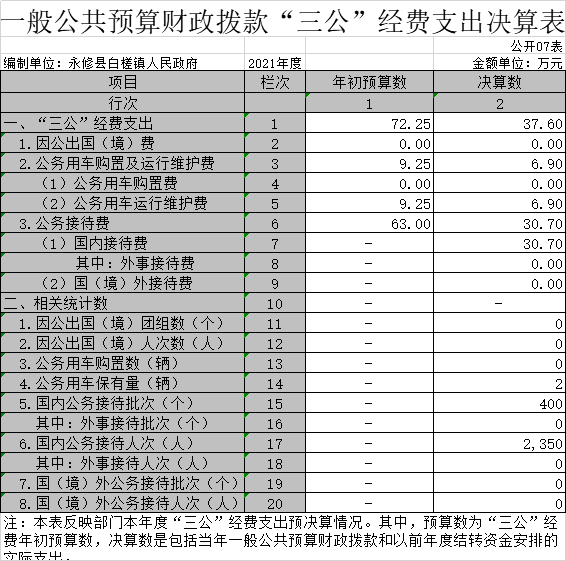 一般公共预算财政拨款“三公”经费支出决算表
公开07表
编制单位：永修县白槎镇人民政府 2021年度 金额单位：万元
项目 栏次 年初预算数 决算数
行次 1 2
一、“三公”经费支出 1 72.25 37.60
1.因公出国（境）费 2 0.00 0.00
2.公务用车购置及运行维护费 3 9.25 6.90
（1）公务用车购置费 4 0.00 0.00
（2）公务用车运行维护费 5 9.25 6.90
3.公务接待费 6 63.00 30.70
（1）国内接待费 7 － 30.70
其中：外事接待费 8 － 0.00
（2）国（境）外接待费 9 － 0.00
二、相关统计数 10 － －
1.因公出国（境）团组数（个） 11 － 0
2.因公出国（境）人次数（人） 12 － 0
3.公务用车购置数（辆） 13 － 0
4.公务用车保有量（辆） 14 － 2
5.国内公务接待批次（个） 15 － 400
其中：外事接待批次（个） 16 － 0
6.国内公务接待人次（人） 17 － 2,350
其中：外事接待人次（人） 18 － 0
7.国（境）外公务接待批次（个） 19 － 0
8.国（境）外公务接待人次（人） 20 － 0
注：本表反映部门本年度“三公”经费支出预决算情况。其中，预算数为“三公”经
费年初预算数，决算数是包括当年一般公共预算财政拨款和以前年度结转资金安排的
实际支出。